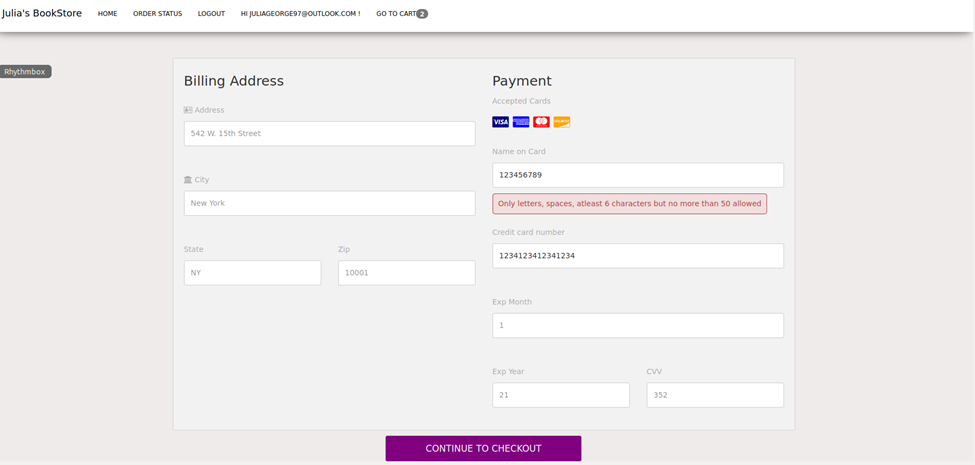 Julia's BookStore HOME ORDER STATUS LOGOUT HI JULIAGEORGE97@OUTLOOK.COM ! GO TO CART 2
Rhythmbox
Billing Address
Address
542 W. 15th Street
City
New York
State Zip
NY 10001
Payment
Accepted Cards
VISA
Name on Card
123456789
Only letters, spaces, atleast 6 characters but no more than 50 allowed
Credit card number
1234123412341234
Exp Month
1
Exp Year CVV
21 352
CONTINUE TO CHECKOUT